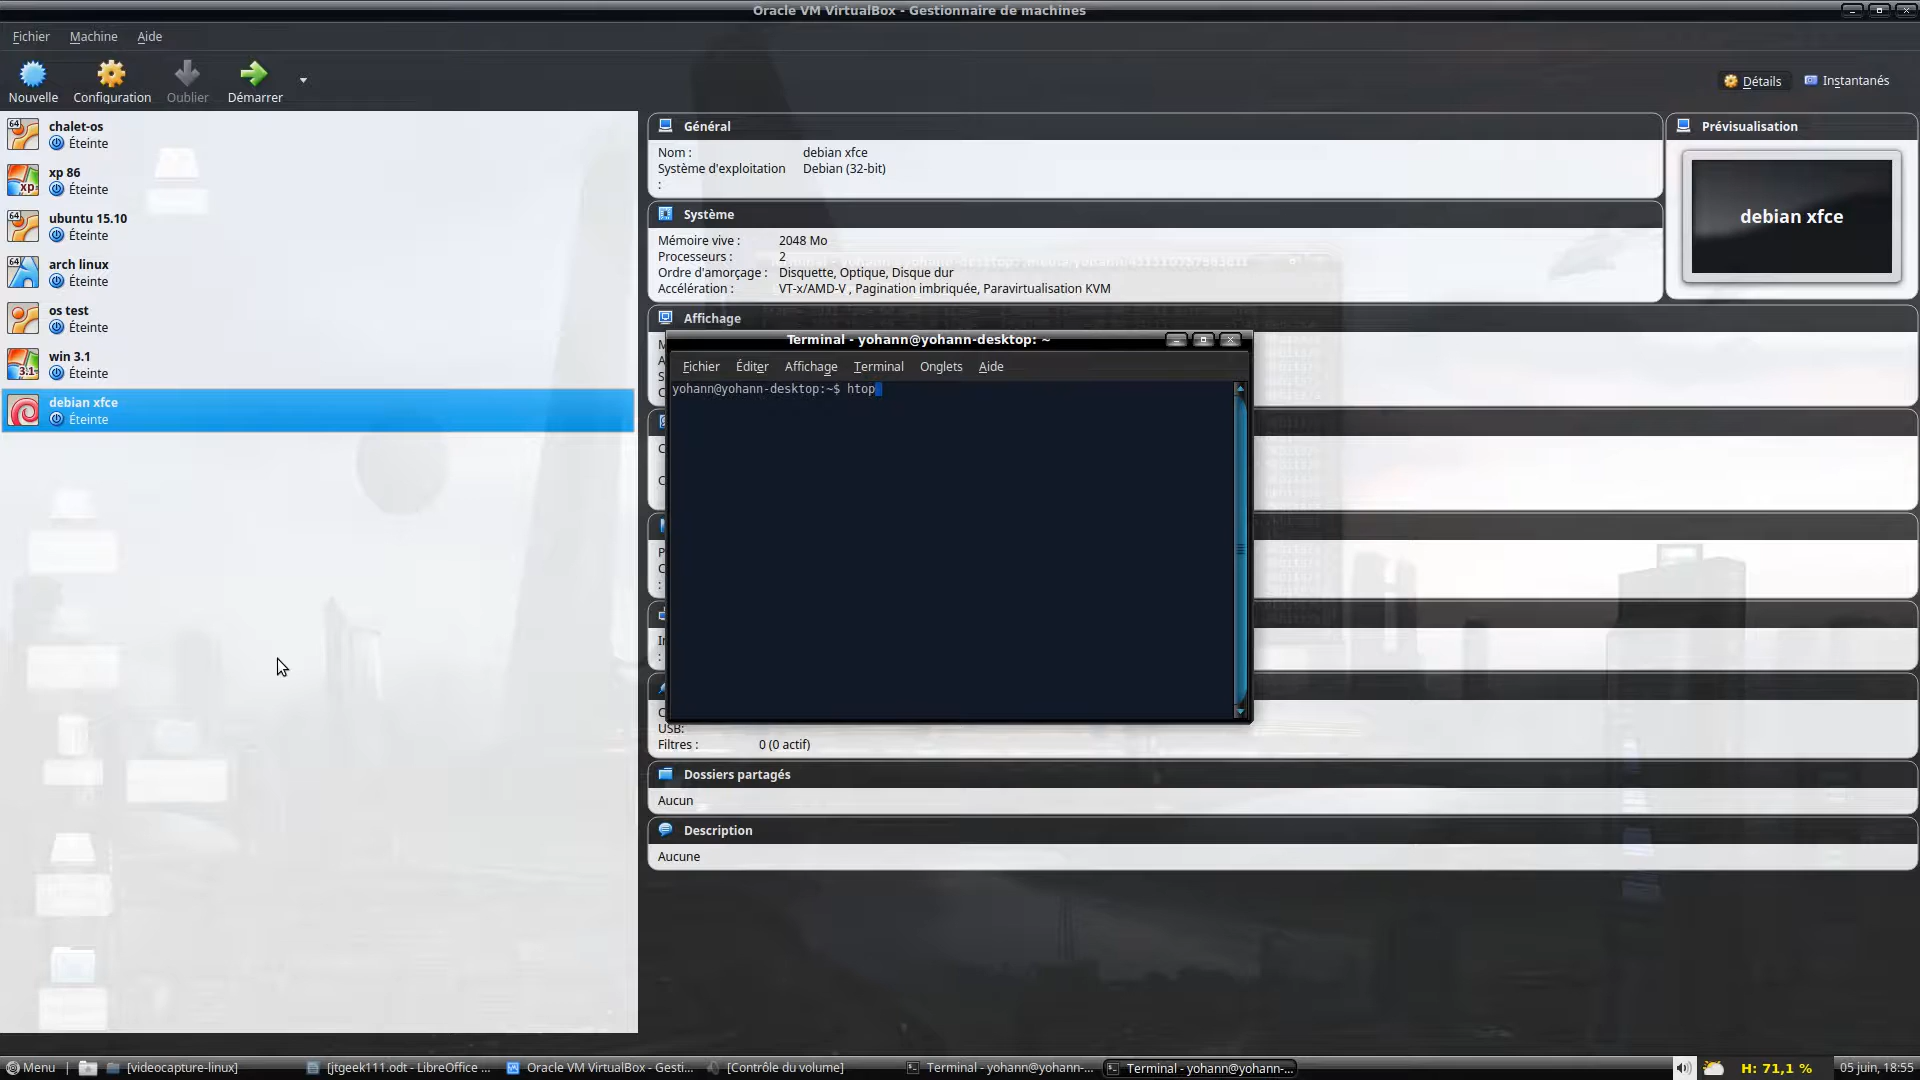 Oracle VM VirtualBox - Gestionnaire de machines
Fichier Machine Aide
Nouvelle Configuration Oublier Démarrer
Détails Instantanés
64 chalet-os
Éteinte
xp xp 86
Éteinte
64 ubuntu 15.10
Éteinte
64 arch linux
Éteinte
os test
Éteinte
3.1 win 3.1
Éteinte
debian xfce
Éteinte
Général
Nom : debian xfce
Système d'exploitation Debian (32-bit)
:
Système
Mémoire vive : 2048 Mo
Processeurs : 2
Ordre d'amorçage : Disquette, Optique, Disque dur
Accélération : VT-x/AMD-V , Pagination imbriquée, Paravirtualisation KVM
Prévisualisation
debian xfce
Affichage
Terminal - yohann@yohann-desktop: ~
Fichier Éditer Affichage Terminal Onglets Aide
yohann@yohann-desktop:~$ htop
USB:
Filtres : 0 (0 actif)
Dossiers partagés
Aucun
Description
Aucune
Menu [videocapture-linux] [jtgeek111.odt - LibreOffice ... Oracle VM VirtualBox - Gesti... [Contrôle du volume] Terminal - yohann@yohann-... Terminal - yohann@yohann-... H: 71,1 % 05 juin, 18:55